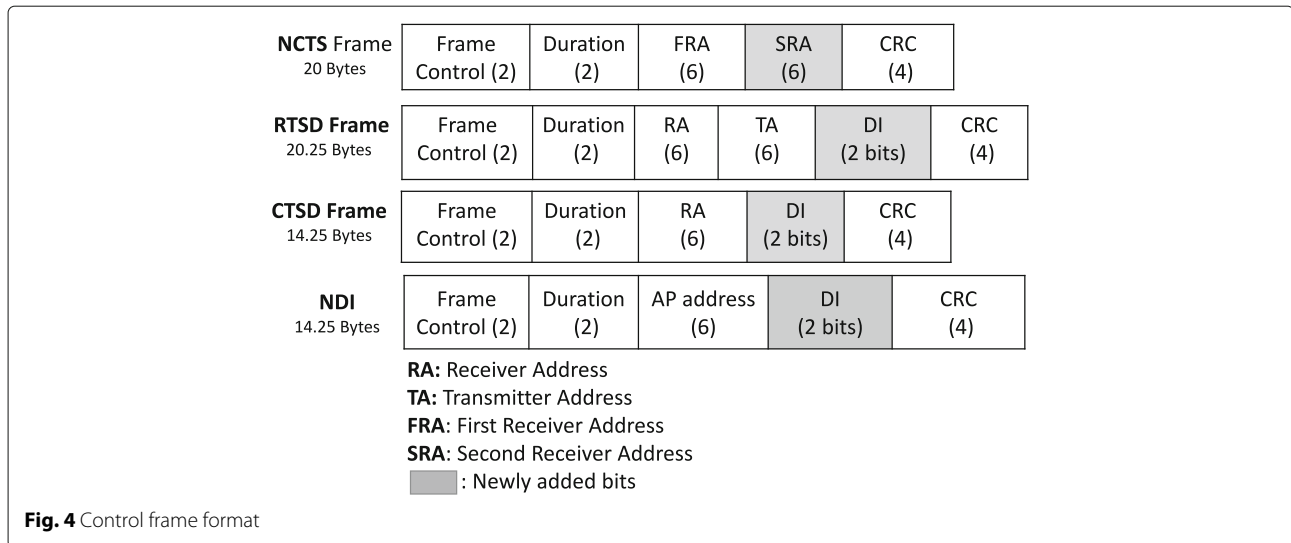 NCTS Frame
20 Bytes
Frame Control (2)
Duration (2)
FRA (6)
SRA (6)
CRC (4)
RTSD Frame
20.25 Bytes
Frame Control (2)
Duration (2)
RA (6)
TA (6)
DI (2 bits)
CRC (4)
CTSD Frame
14.25 Bytes
Frame Control (2)
Duration (2)
RA (6)
DI (2 bits)
CRC (4)
NDI
14.25 Bytes
Frame Control (2)
Duration (2)
AP address (6)
DI (2 bits)
CRC (4)
RA: Receiver Address
TA: Transmitter Address
FRA: First Receiver Address
SRA: Second Receiver Address
: Newly added bits
Fig. 4 Control frame format